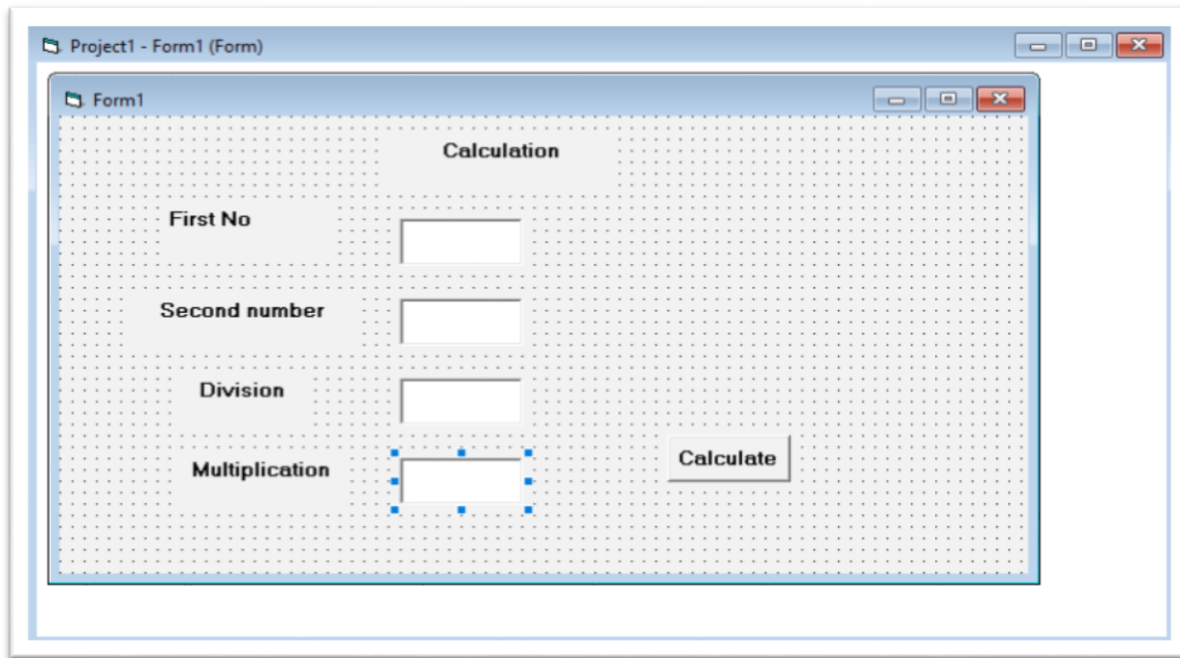 Project1 - Form1 (Form)
Form1
Calculation
First No
Second number
Division
Multiplication
Calculate